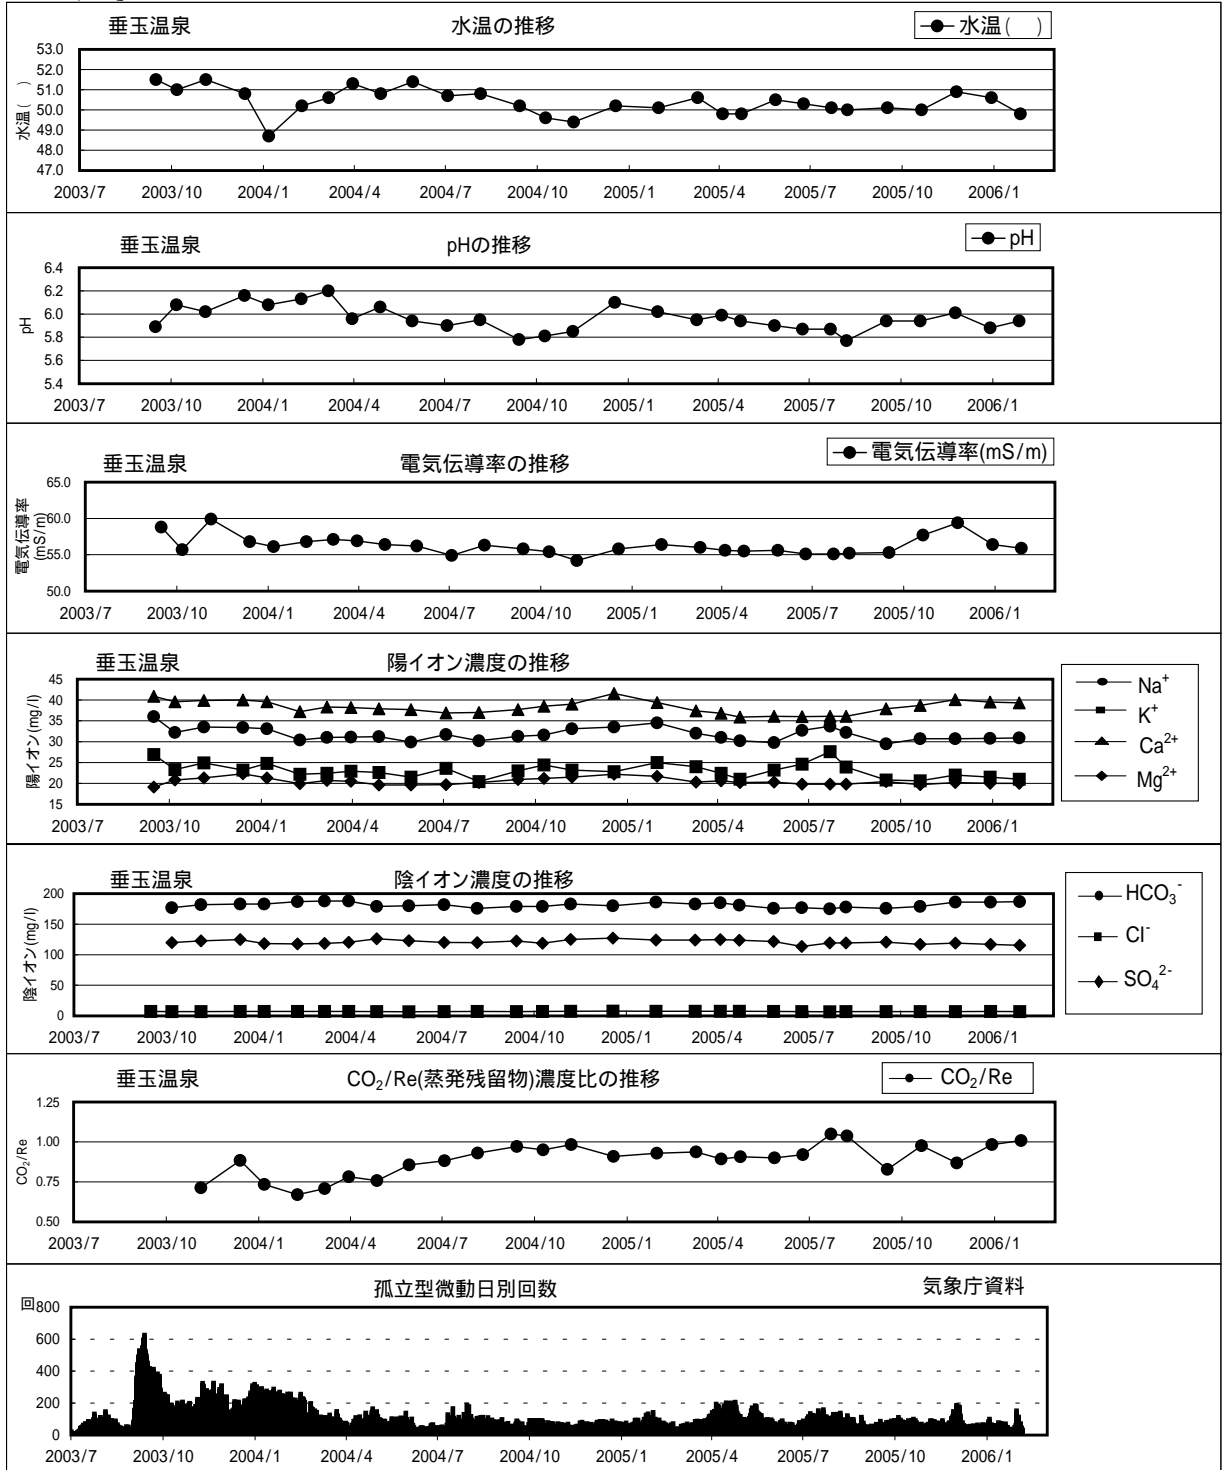 垂玉温泉 水温の推移 水温( )
水温( )
53.0
52.0
51.0
50.0
49.0
48.0
47.0
2003/7 2003/10 2004/1 2004/4 2004/7 2004/10 2005/1 2005/4 2005/7 2005/10 2006/1
垂玉温泉 pHの推移 pH
pH
6.4
6.2
6.0
5.8
5.6
5.4
2003/7 2003/10 2004/1 2004/4 2004/7 2004/10 2005/1 2005/4 2005/7 2005/10 2006/1
垂玉温泉 電気伝導率の推移 電気伝導率(mS/m)
電気伝導率
(mS/m)
65.0
60.0
55.0
50.0
2003/7 2003/10 2004/1 2004/4 2004/7 2004/10 2005/1 2005/4 2005/7 2005/10 2006/1
垂玉温泉 陽イオン濃度の推移
陽イオン(mg/l)
45
40
35
30
25
20
15
2003/7 2003/10 2004/1 2004/4 2004/7 2004/10 2005/1 2005/4 2005/7 2005/10 2006/1
Na⁺
K⁺
Ca²⁺
Mg²⁺
垂玉温泉 陰イオン濃度の推移
陰イオン(mg/l)
200
150
100
50
0
2003/7 2003/10 2004/1 2004/4 2004/7 2004/10 2005/1 2005/4 2005/7 2005/10 2006/1
HCO₃⁻
Cl⁻
SO₄²⁻
垂玉温泉 CO₂/Re(蒸発残留物)濃度比の推移 CO₂/Re
CO₂/Re
1.25
1.00
0.75
0.50
2003/7 2003/10 2004/1 2004/4 2004/7 2004/10 2005/1 2005/4 2005/7 2005/10 2006/1
孤立型微動日別回数 気象庁資料
回
800
600
400
200
0
2003/7 2003/10 2004/1 2004/4 2004/7 2004/10 2005/1 2005/4 2005/7 2005/10 2006/1